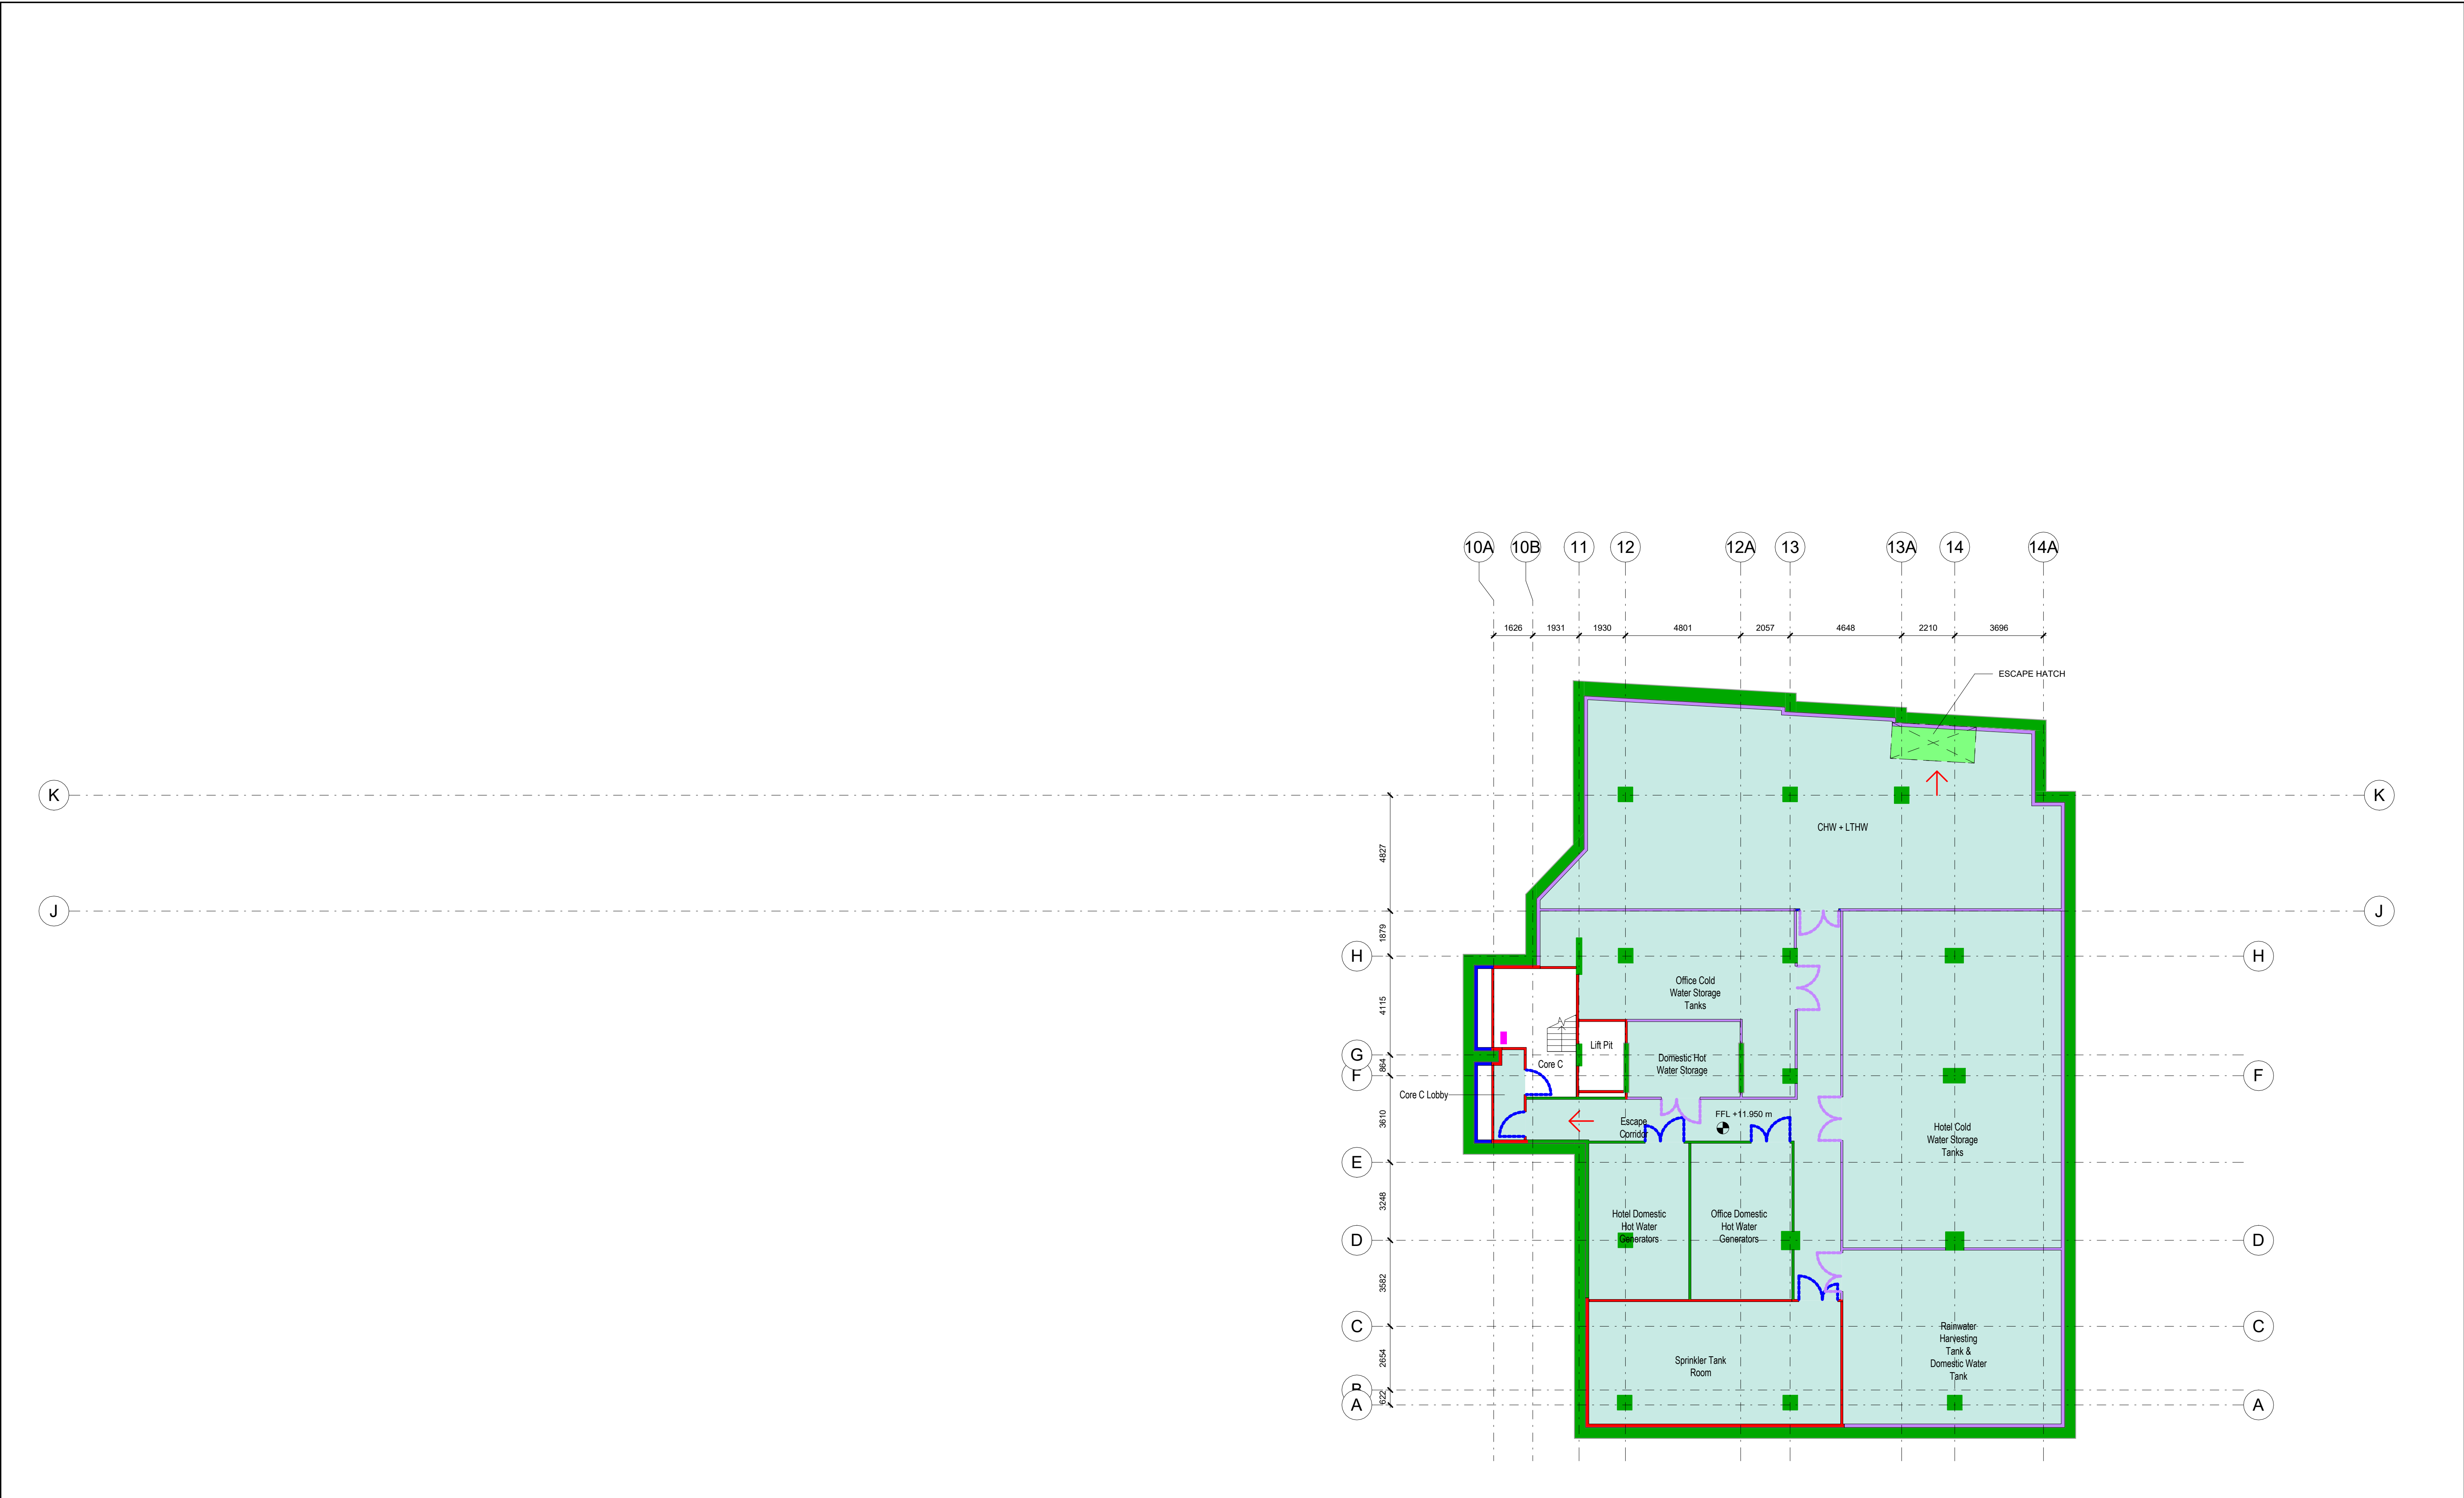 10A 10B 11 12 12A 13 13A 14 14A
1626 1931 1930 4801 2057 4648 2210 3696
ESCAPE HATCH
K K
CHW + LTHW
4827
J J
1879
H H
Office Cold
Water Storage
Tanks
4115
Lift Pit
G
Core C
Domestic Hot
Water Storage
864
F F
Core C Lobby
3610
FFL +11.950 m
Escape
Corridor
Hotel Cold
Water Storage
Tanks
E
3248
Hotel Domestic
Hot Water
Generators
Office Domestic
Hot Water
Generators
D D
3582
C C
Rainwater
Harvesting
Tank &
Domestic Water
Tank
2654
Sprinkler Tank
Room
B
622
A A